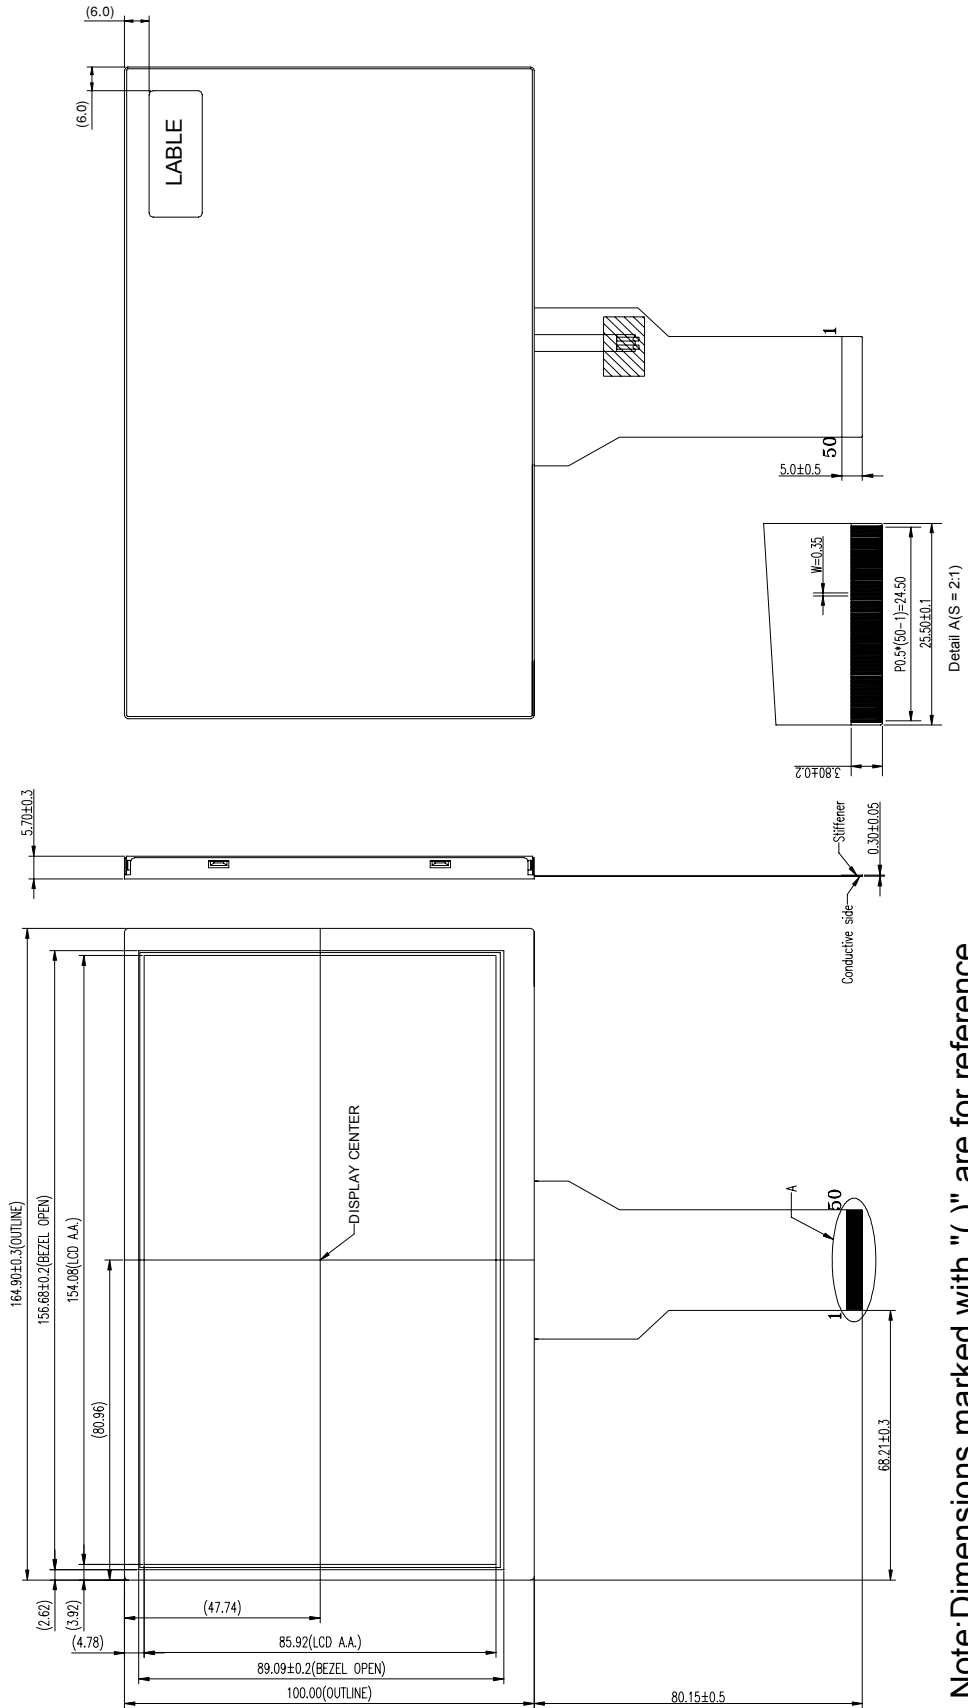 (6.0)
(6.0)
LABLE
1
50
5.0±0.5
W=0.35
P0.5*(50-1)=24.50
25.50±0.1
Detail A(S = 2:1)
3.80±0.2
5.70±0.3
Stiffener
0.30±0.05
Conductive side
164.90±0.3(OUTLINE)
156.68±0.2(BEZEL OPEN)
154.08(LCD A.A.)
(80.96)
DISPLAY CENTER
A
50
1
68.21±0.3
(2.62)
(3.92)
(4.78)
(47.74)
85.92(LCD A.A.)
89.09±0.2(BEZEL OPEN)
100.00(OUTLINE)
80.15±0.5
Note:Dimensions marked with "( )" are for reference